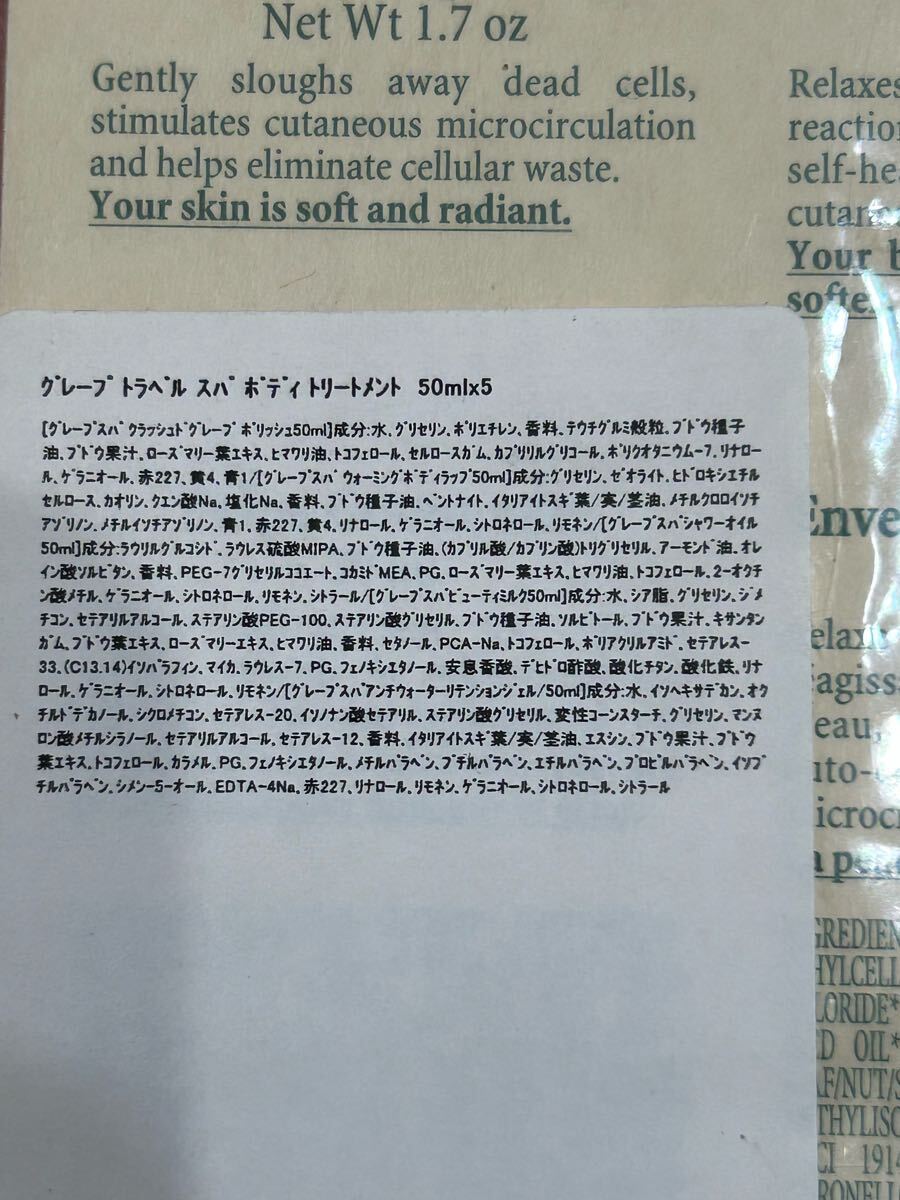 Net Wt 1.7 oz
Gently sloughs away dead cells,
stimulates cutaneous microcirculation
and helps eliminate cellular waste.
Your skin is soft and radiant.
Relaxes
reaction
self-hea
cutan
Your b
softe
ｸﾞﾚｰﾌﾟ ﾄﾗﾍﾞﾙ ｽﾊﾟ ﾎﾞﾃﾞｨ ﾄﾘｰﾄﾒﾝﾄ 50mlx5
[ｸﾞﾚｰﾌﾟｽﾊﾟ ｸﾗｯｼｭﾄﾞｸﾞﾚｰﾌﾟ ﾎﾟﾘｯｼｭ50ml]成分:水､ｸﾞﾘｾﾘﾝ､ﾎﾟﾘｴﾁﾚﾝ､香料､ﾃｳﾁｸﾞﾙﾐ殻粒､ﾌﾞﾄﾞｳ種子
油､ﾌﾞﾄﾞｳ果汁､ﾛｰｽﾞﾏﾘｰ葉ｴｷｽ､ﾋﾏﾜﾘ油､ﾄｺﾌｪﾛｰﾙ､ｾﾙﾛｰｽｶﾞﾑ､ｶﾌﾟﾘﾘﾙｸﾞﾘｺｰﾙ､ﾎﾟﾘｸｵﾀﾆｳﾑ-7､ﾘﾅﾛｰ
ﾙ､ｹﾞﾗﾆｵｰﾙ､赤227､黄4､青1/[ｸﾞﾚｰﾌﾟｽﾊﾟ ｳｫｰﾐﾝｸﾞﾎﾞﾃﾞｨﾗｯﾌﾟ50ml]成分:ｸﾞﾘｾﾘﾝ､ｾﾞｵﾗｲﾄ､ﾋﾄﾞﾛｷｼｴﾁﾙ
ｾﾙﾛｰｽ､ｶｵﾘﾝ､ｸｴﾝ酸Na､塩化Na､香料､ﾌﾞﾄﾞｳ種子油､ﾍﾞﾝﾄﾅｲﾄ､ｲﾀﾘｱｲﾄｽｷﾞ葉/実/茎油､ﾒﾁﾙｸﾛﾛｲｿﾁ
ｱｿﾞﾘﾉﾝ､ﾒﾁﾙｲｿﾁｱｿﾞﾘﾉﾝ､青1､赤227､黄4､ﾘﾅﾛｰﾙ､ｹﾞﾗﾆｵｰﾙ､ｼﾄﾛﾈﾛｰﾙ､ﾘﾓﾈﾝ/[ｸﾞﾚｰﾌﾟｽﾊﾟｼｬﾜｰｵｲﾙ
50ml]成分:ﾗｳﾘﾙｸﾞﾙｺｼﾄﾞ､ﾗｳﾚｽ硫酸MIPA､ﾌﾞﾄﾞｳ種子油､(ｶﾌﾟﾘﾙ酸/ｶﾌﾟﾘﾝ酸)ﾄﾘｸﾞﾘｾﾘﾙ､ｱｰﾓﾝﾄﾞ油､ｵﾚ
ｲﾝ酸ｿﾙﾋﾞﾀﾝ､香料､PEG-7ｸﾞﾘｾﾘﾙｺｺｴｰﾄ､ｺｶﾐﾄﾞMEA､PG､ﾛｰｽﾞﾏﾘｰ葉ｴｷｽ､ﾋﾏﾜﾘ油､ﾄｺﾌｪﾛｰﾙ､2-ｵｸﾁ
ﾝ酸ﾒﾁﾙ､ｹﾞﾗﾆｵｰﾙ､ｼﾄﾛﾈﾛｰﾙ､ﾘﾓﾈﾝ､ｼﾄﾗｰﾙ/[ｸﾞﾚｰﾌﾟｽﾊﾟﾋﾞｭｰﾃｨﾐﾙｸ50ml]成分:水､ｼｱ脂､ｸﾞﾘｾﾘﾝ､ｼﾞﾒ
ﾁｺﾝ､ｾﾃｱﾘﾙｱﾙｺｰﾙ､ｽﾃｱﾘﾝ酸PEG-100､ｽﾃｱﾘﾝ酸ｸﾞﾘｾﾘﾙ､ﾌﾞﾄﾞｳ種子油､ｿﾙﾋﾞﾄｰﾙ､ﾌﾞﾄﾞｳ果汁､ｷｻﾝﾀﾝ
ｶﾞﾑ､ﾌﾞﾄﾞｳ葉ｴｷｽ､ﾛｰｽﾞﾏﾘｰｴｷｽ､ﾋﾏﾜﾘ油､香料､ｾﾀﾉｰﾙ､PCA-Na､ﾄｺﾌｪﾛｰﾙ､ﾎﾟﾘｱｸﾘﾙｱﾐﾄﾞ､ｾﾃｱﾚｽ-
33､(C13､14)ｲｿﾊﾟﾗﾌｨﾝ､ﾏｲｶ､ﾗｳﾚｽ-7､PG､ﾌｪﾉｷｼｴﾀﾉｰﾙ､安息香酸､ﾃﾞﾋﾄﾞﾛ酢酸､酸化ﾁﾀﾝ､酸化鉄､ﾘﾅ
ﾛｰﾙ､ｹﾞﾗﾆｵｰﾙ､ｼﾄﾛﾈﾛｰﾙ､ﾘﾓﾈﾝ/[ｸﾞﾚｰﾌﾟｽﾊﾟｱﾝﾁｳｫｰﾀｰﾘﾃﾝｼｮﾝｼﾞｪﾙ/50ml]成分:水､ｲｿﾍｷｻﾃﾞｶﾝ､ｵｸ
ﾁﾙﾄﾞﾃﾞｶﾉｰﾙ､ｼｸﾛﾒﾁｺﾝ､ｾﾃｱﾚｽ-20､ｲｿﾉﾅﾝ酸ｾﾃｱﾘﾙ､ｽﾃｱﾘﾝ酸ｸﾞﾘｾﾘﾙ､変性ｺｰﾝｽﾀｰﾁ､ｸﾞﾘｾﾘﾝ､ﾏﾝﾇ
ﾛﾝ酸ﾒﾁﾙｼﾗﾉｰﾙ､ｾﾃｱﾘﾙｱﾙｺｰﾙ､ｾﾃｱﾚｽ-12､香料､ｲﾀﾘｱｲﾄｽｷﾞ葉/実/茎油､ｴｽｼﾝ､ﾌﾞﾄﾞｳ果汁､ﾌﾞﾄﾞｳ
葉ｴｷｽ､ﾄｺﾌｪﾛｰﾙ､ｶﾗﾒﾙ､PG､ﾌｪﾉｷｼｴﾀﾉｰﾙ､ﾒﾁﾙﾊﾟﾗﾍﾞﾝ､ﾌﾞﾁﾙﾊﾟﾗﾍﾞﾝ､ｴﾁﾙﾊﾟﾗﾍﾞﾝ､ﾌﾟﾛﾋﾟﾙﾊﾟﾗﾍﾞﾝ､ｲｿﾌﾞ
ﾁﾙﾊﾟﾗﾍﾞﾝ､ｼﾒﾝ-5-ｵｰﾙ､EDTA-4Na､赤227､ﾘﾅﾛｰﾙ､ﾘﾓﾈﾝ､ｹﾞﾗﾆｵｰﾙ､ｼﾄﾛﾈﾛｰﾙ､ｼﾄﾗｰﾙ
Enve
elaxi
agiss
eau,
uto-
icroci
a pea
GREDIEN
HYLCELL
LORIDE*
ED OIL*
AF/NUT/S
THYLISO
CI 1914
RONELLO